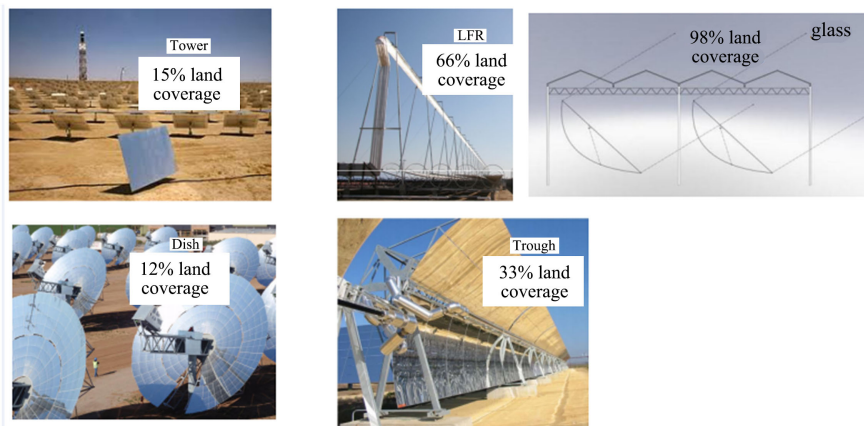 Tower
15% land
coverage
LFR
66% land
coverage
98% land
coverage
glass
Dish
12% land
coverage
Trough
33% land
coverage